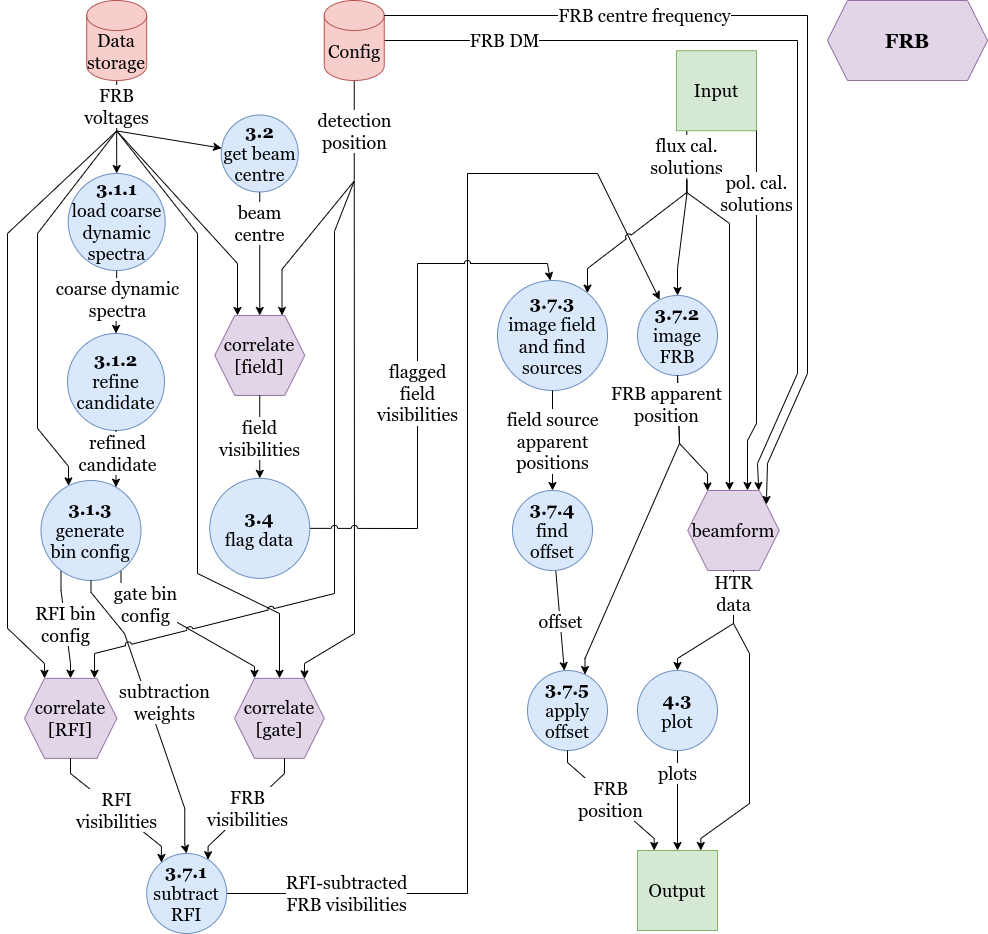 Data
storage
Config
FRB centre frequency
FRB DM
FRB
Input
FRB
voltages
detection
position
3.2
get beam
centre
flux cal.
solutions
pol. cal.
solutions
3.1.1
load coarse
dynamic
spectra
beam
centre
coarse dynamic
spectra
3.1.2
refine
candidate
correlate
[field]
3.7.3
image field
and find
sources
3.7.2
image
FRB
flagged
field
visibilities
FRB apparent
position
refined
candidate
field
visibilities
field source
apparent
positions
3.1.3
generate
bin config
3.4
flag data
3.7.4
find
offset
beamform
HTR
data
RFI bin
config
gate bin
config
offset
subtraction
weights
correlate
[RFI]
correlate
[gate]
3.7.5
apply
offset
4.3
plot
RFI
visibilities
FRB
visibilities
FRB
position
plots
3.7.1
subtract
RFI
RFI-subtracted
FRB visibilities
Output